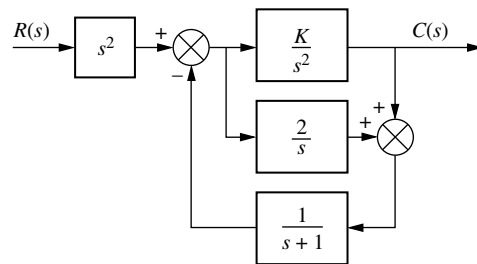 R(s)
s²
+
−
K
s²
C(s)
2
s
+
+
1
s + 1